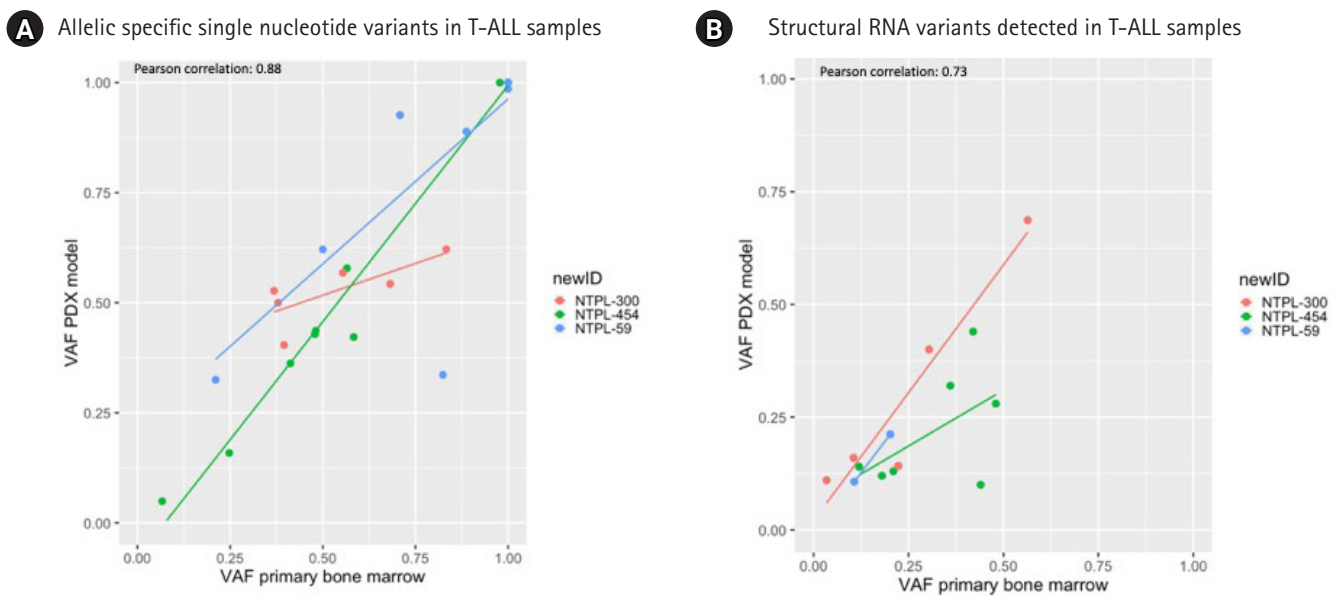 A Allelic specific single nucleotide variants in T-ALL samples
Pearson correlation: 0.88
1.00
0.75
0.50
0.25
0.00
VAF PDX model
0.00 0.25 0.50 0.75 1.00
VAF primary bone marrow
newID
NTPL-300
NTPL-454
NTPL-59
B Structural RNA variants detected in T-ALL samples
Pearson correlation: 0.73
1.00
0.75
0.50
0.25
0.00
VAF PDX model
0.00 0.25 0.50 0.75 1.00
VAF primary bone marrow
newID
NTPL-300
NTPL-454
NTPL-59